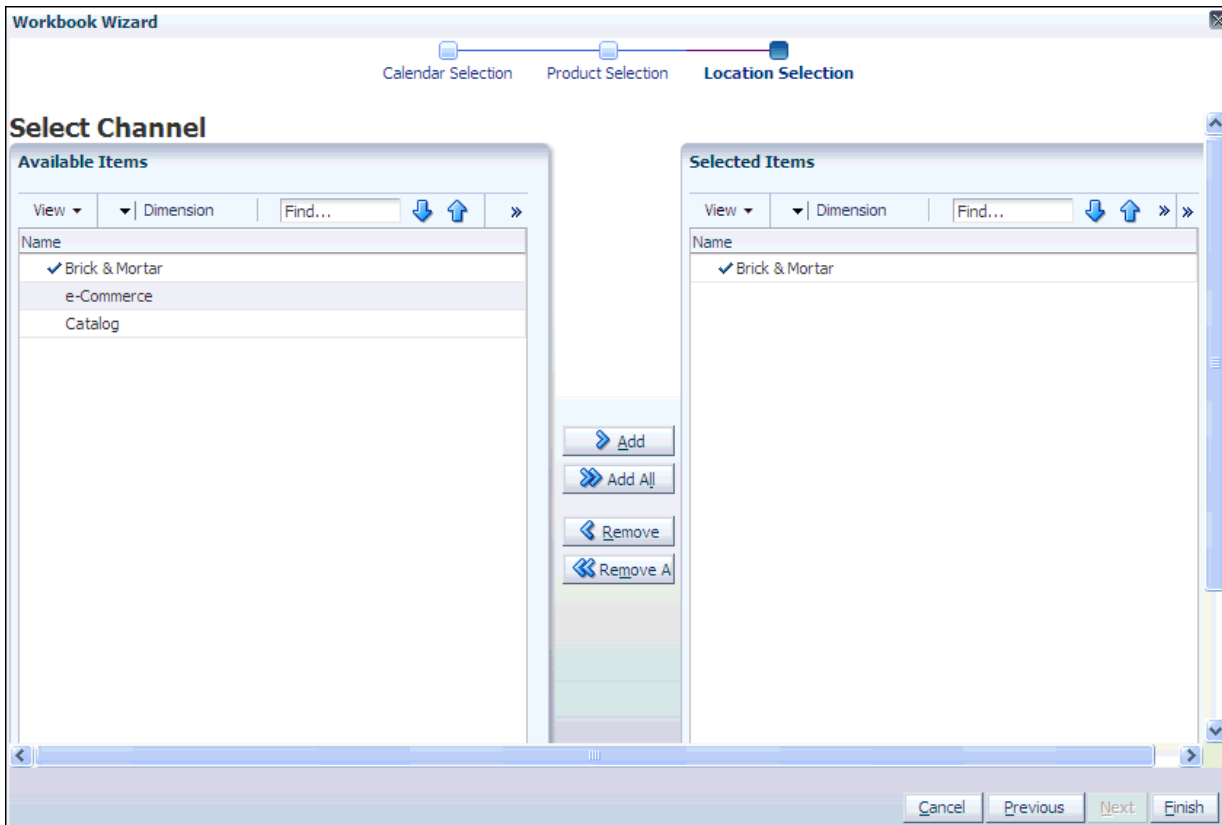 Workbook Wizard
Calendar Selection Product Selection Location Selection
Select Channel
Available Items
View Dimension Find...
Name
Brick & Mortar
e-Commerce
Catalog
Add
Add All
Remove
Remove A
Selected Items
View Dimension Find...
Name
Brick & Mortar
Cancel Previous Next Finish